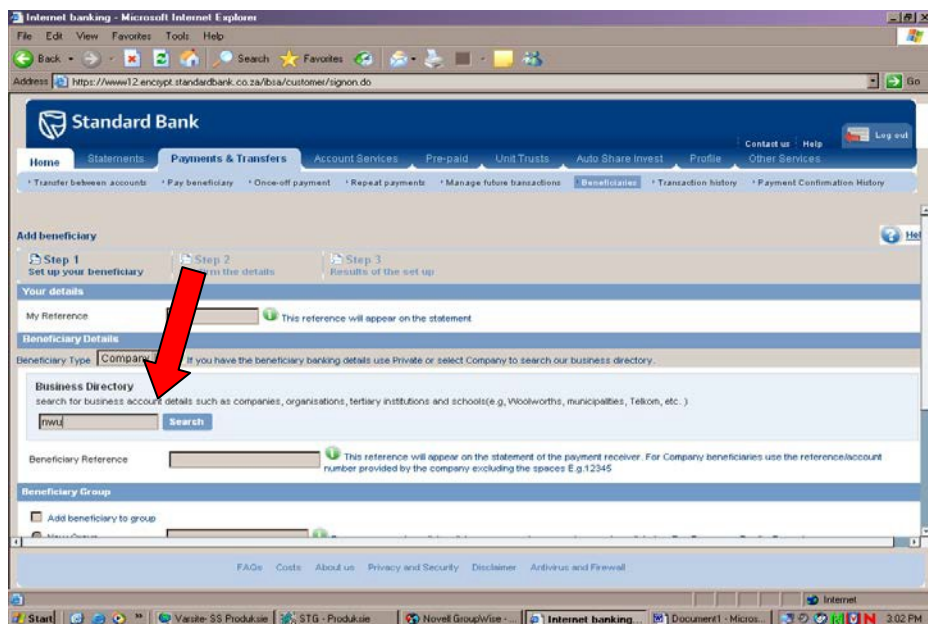 Internet banking - Microsoft Internet Explorer
File Edit View Favorites Tools Help
Back Search Favorites
Address https://www12.encrypt.standardbank.co.za/ibsa/customer/signon.do Go
Standard Bank
Contact us Help Log out
Home Statements Payments & Transfers Account Services Pre-paid Unit Trusts Auto Share Invest Profile Other Services
Transfer between accounts Pay beneficiary Once-off payment Repeat payments Manage future transactions Beneficiaries Transaction history Payment Confirmation History
Add beneficiary Hel
Step 1 Step 2 Step 3
Set up your beneficiary the details Results of the set up
Your details
My Reference This reference will appear on the statement
Beneficiary Details
Beneficiary Type Company If you have the beneficiary banking details use Private or select Company to search our business directory.
Business Directory
search for business account details such as companies, organisations, tertiary institutions and schools(e.g, Woolworths, municipalities, Telkom, etc. )
nwu Search
Beneficiary Reference This reference will appear on the statement of the payment receiver. For Company beneficiaries use the reference/account
number provided by the company excluding the spaces E.g.12345
Beneficiary Group
Add beneficiary to group
FAQs Costs About us Privacy and Security Disclaimer Antivirus and Firewall
Internet
Start Varsite- SS Produksie STG - Produksie Novell GroupWise - ... Internet banking... Document1 - Micros... 3:02 PM